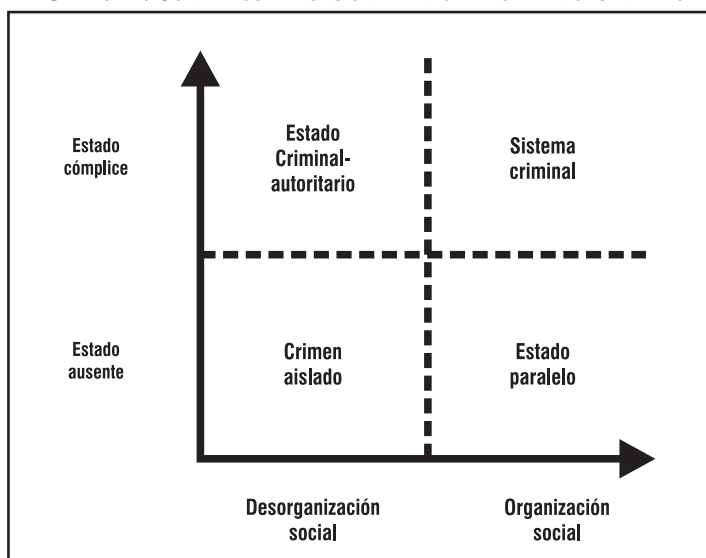 Estado
cómplice
Estado
Criminal-
autoritario
Sistema
criminal
Estado
ausente
Crimen
aislado
Estado
paralelo
Desorganización
social
Organización
social